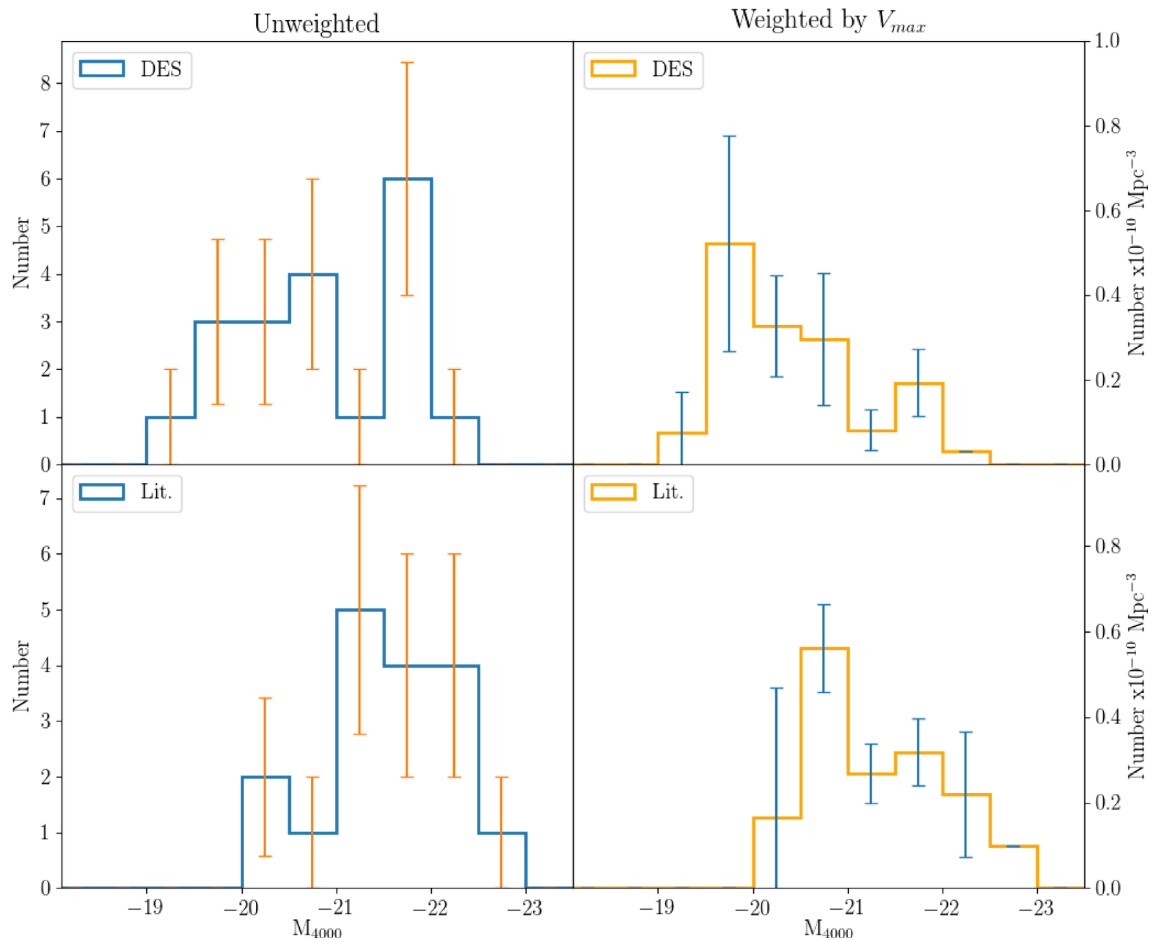 Unweighted
Weighted by V_max
DES
8
7
6
5
4
3
2
1
0
Number
DES
1.0
0.8
0.6
0.4
0.2
0.0
Number x10⁻¹⁰ Mpc⁻³
Lit.
7
6
5
4
3
2
1
0
Number
−19 −20 −21 −22 −23
M₄₀₀₀
Lit.
0.8
0.6
0.4
0.2
0.0
Number x10⁻¹⁰ Mpc⁻³
−19 −20 −21 −22 −23
M₄₀₀₀